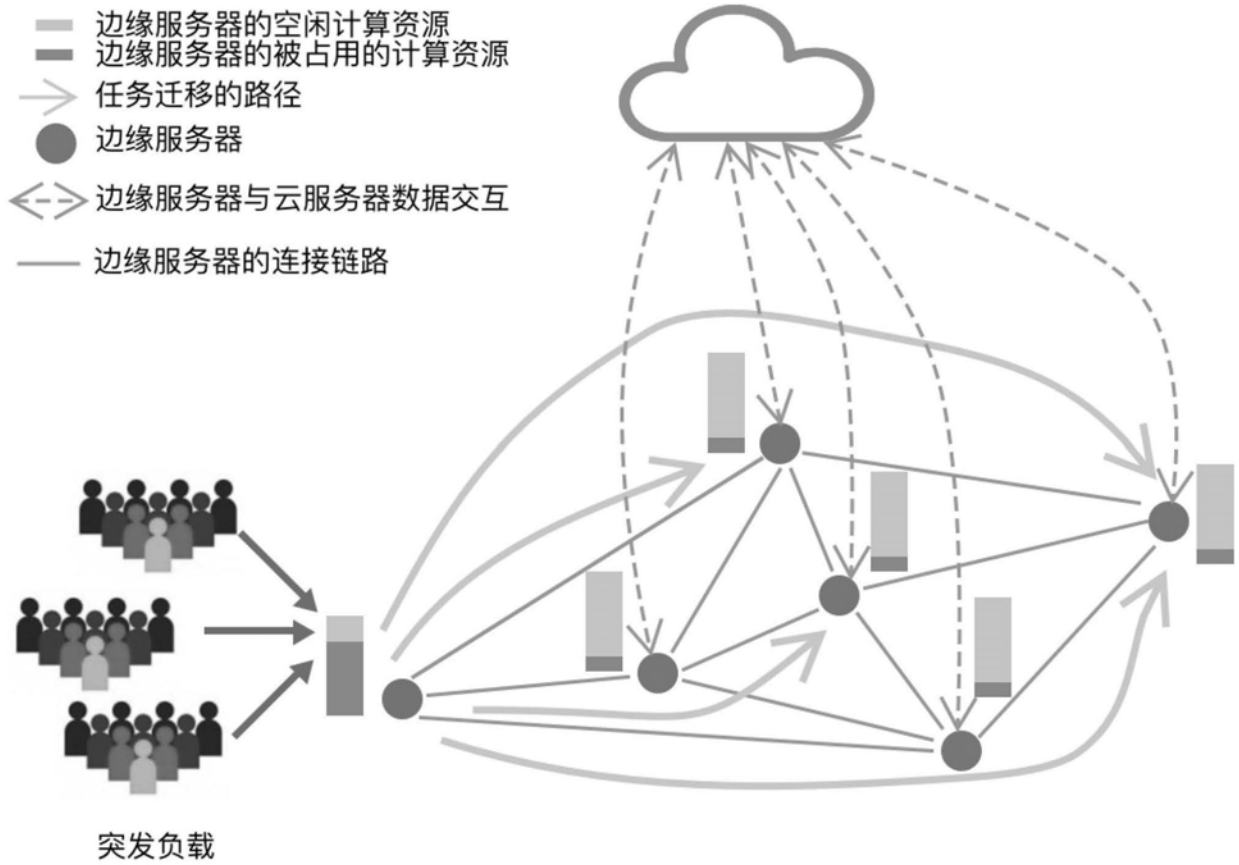 边缘服务器的空闲计算资源
边缘服务器的被占用的计算资源
任务迁移的路径
边缘服务器
边缘服务器与云服务器数据交互
边缘服务器的连接链路
突发负载